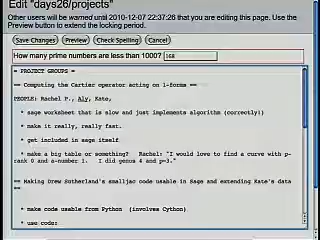 Edit "days26/projects"
Other users will be warned until 2010-12-07 22:37:26 that you are editing this page. Use the
Preview button to extend the locking period.
Save Changes Preview Check Spelling Cancel
How many prime numbers are less than 1000? 168
= PROJECT GROUPS =
== Computing the Cartier operator acting on 1-forms ==
PEOPLE: Rachel P., Aly, Kate,
* sage worksheet that is slow and just implements algorithm (correctly!)
* make it really, really fast.
* get included in sage itself
* make a big table or something? Rachel: "I would love to find a curve with p-
rank 0 and a-number 1. I did genus 4 and p=3."
== Making Drew Sutherland's smalljac code usable in Sage and extending Kate's data
==
* make code usable from Python (involves Cython)
* use code: